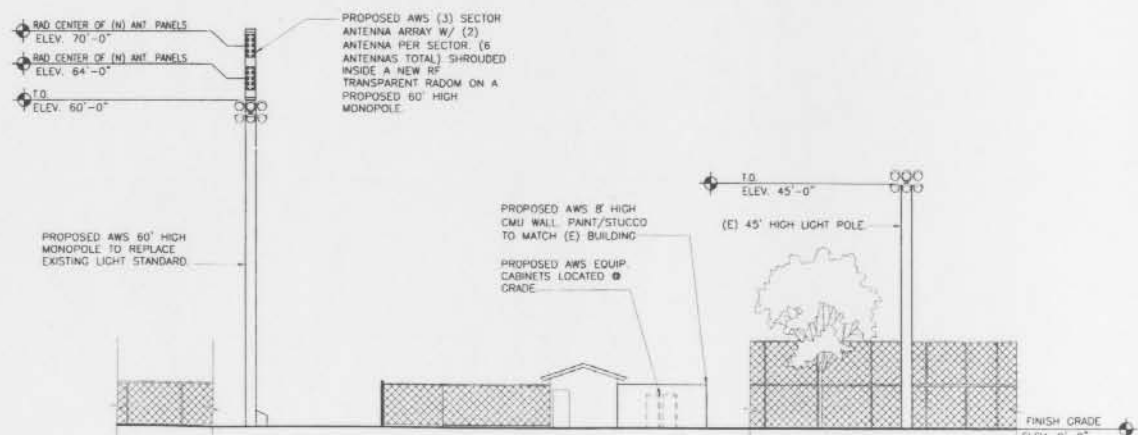 RAD CENTER OF (N) ANT PANELS
ELEV. 70'-0"
RAD CENTER OF (N) ANT PANELS
ELEV. 64'-0"
T.O.
ELEV. 60'-0"
PROPOSED AWS (3) SECTOR
ANTENNA ARRAY W/ (2)
ANTENNA PER SECTOR. (6
ANTENNAS TOTAL) SHROUDED
INSIDE A NEW RF
TRANSPARENT RADOM ON A
PROPOSED 60' HIGH
MONOPOLE.
T.O.
ELEV. 45'-0"
PROPOSED AWS 60' HIGH
MONOPOLE TO REPLACE
EXISTING LIGHT STANDARD.
PROPOSED AWS 8' HIGH
CMU WALL. PAINT/STUCCO
TO MATCH (E) BUILDING
PROPOSED AWS EQUIP.
CABINETS LOCATED @
GRADE
(E) 45' HIGH LIGHT POLE
FINISH GRADE
ELEV. 0'-0"